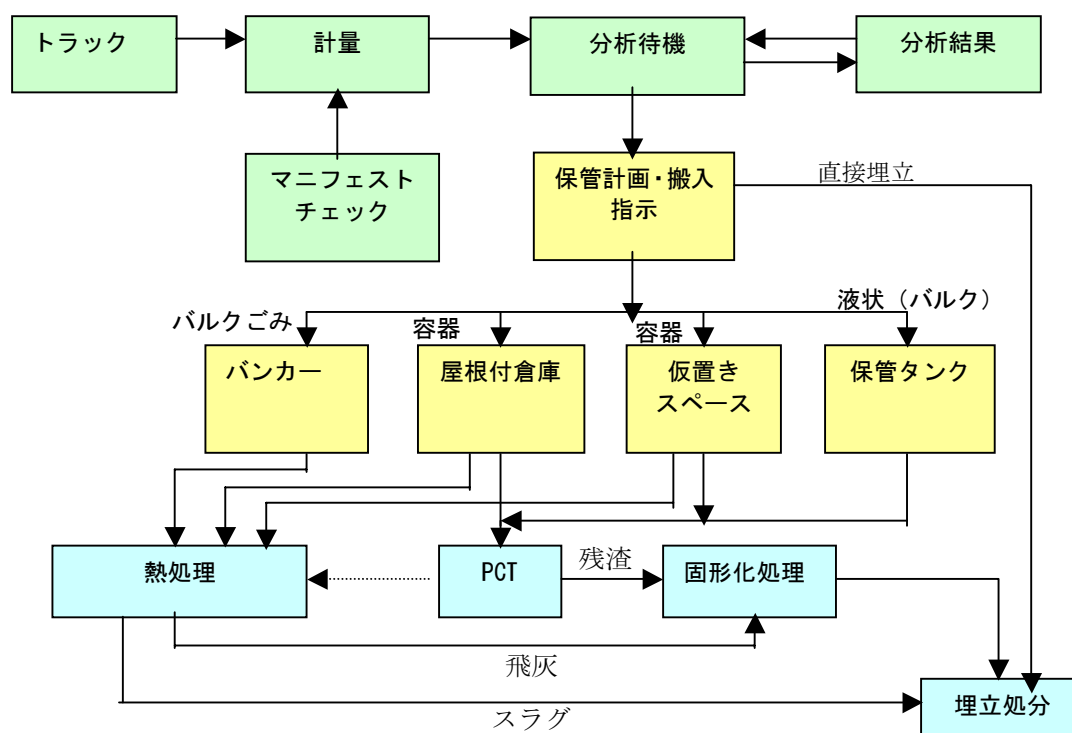 トラック
計量
分析待機
分析結果
マニフェスト
チェック
保管計画・搬入
指示
直接埋立
バルクごみ
容器
容器
液状（バルク）
バンカー
屋根付倉庫
仮置き
スペース
保管タンク
熱処理
PCT
残渣
固形化処理
飛灰
スラグ
埋立処分